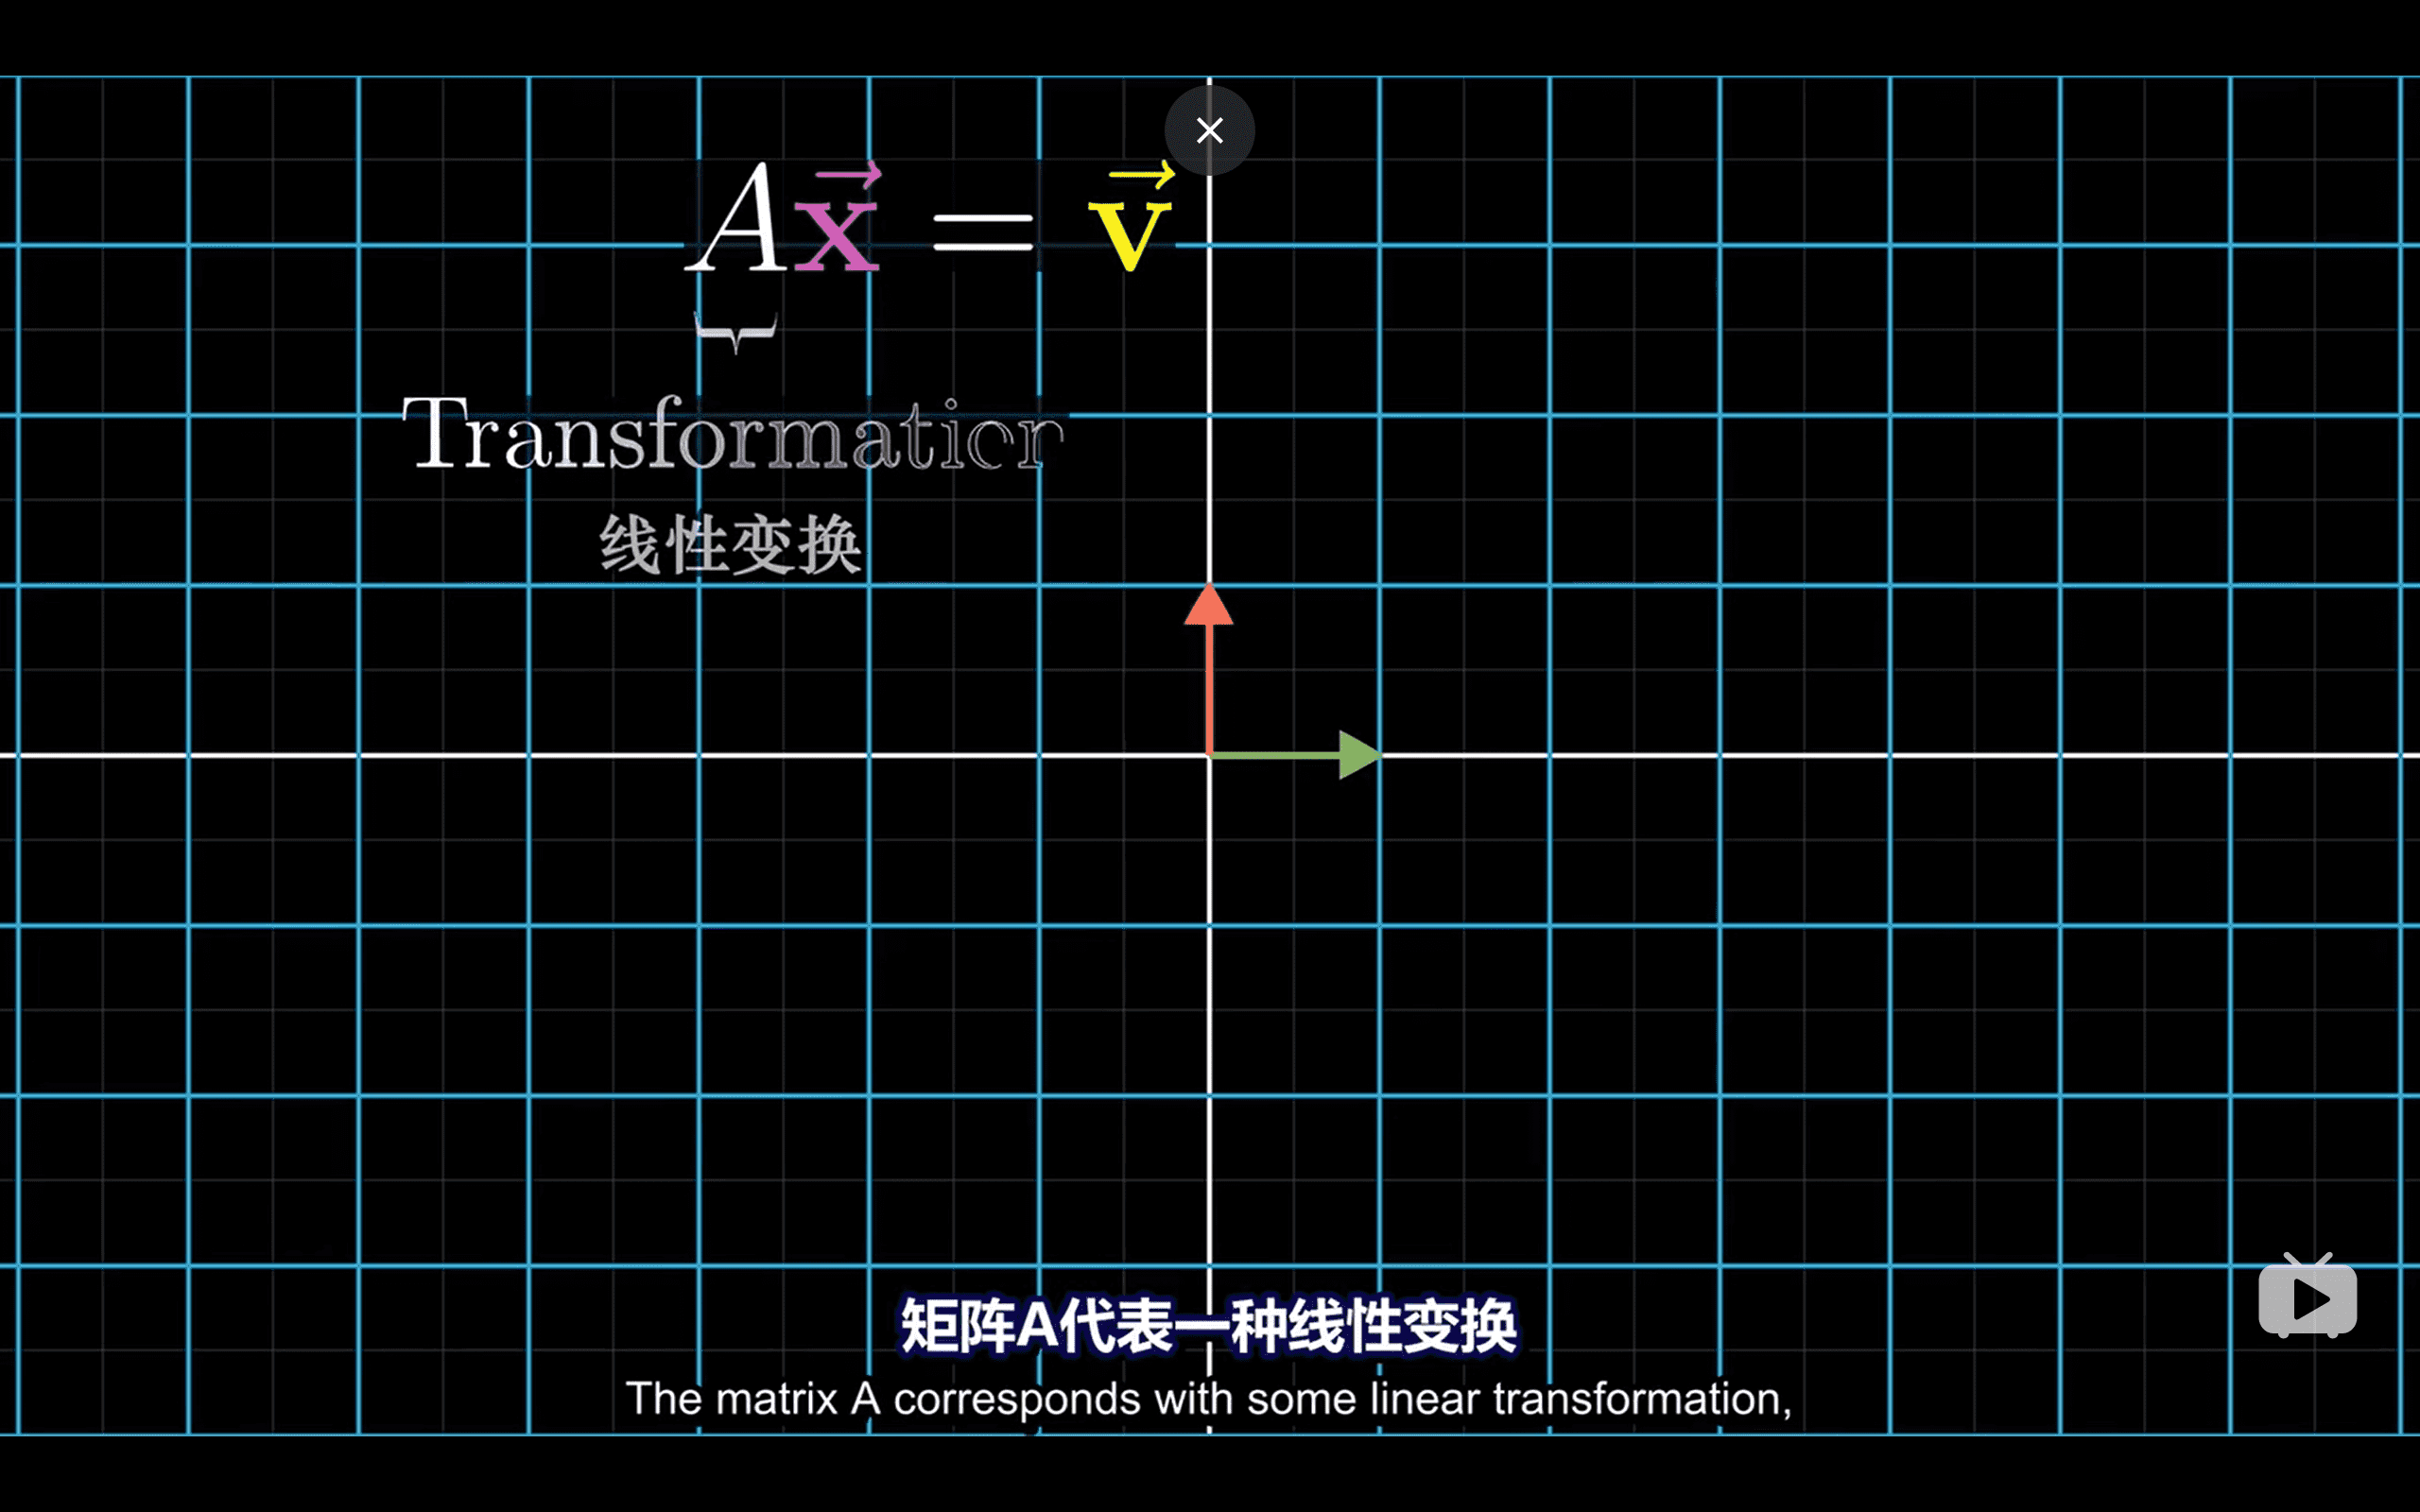 Ax⃗ = v⃗
Transformation
线性变换
矩阵A代表一种线性变换
The matrix A corresponds with some linear transformation,